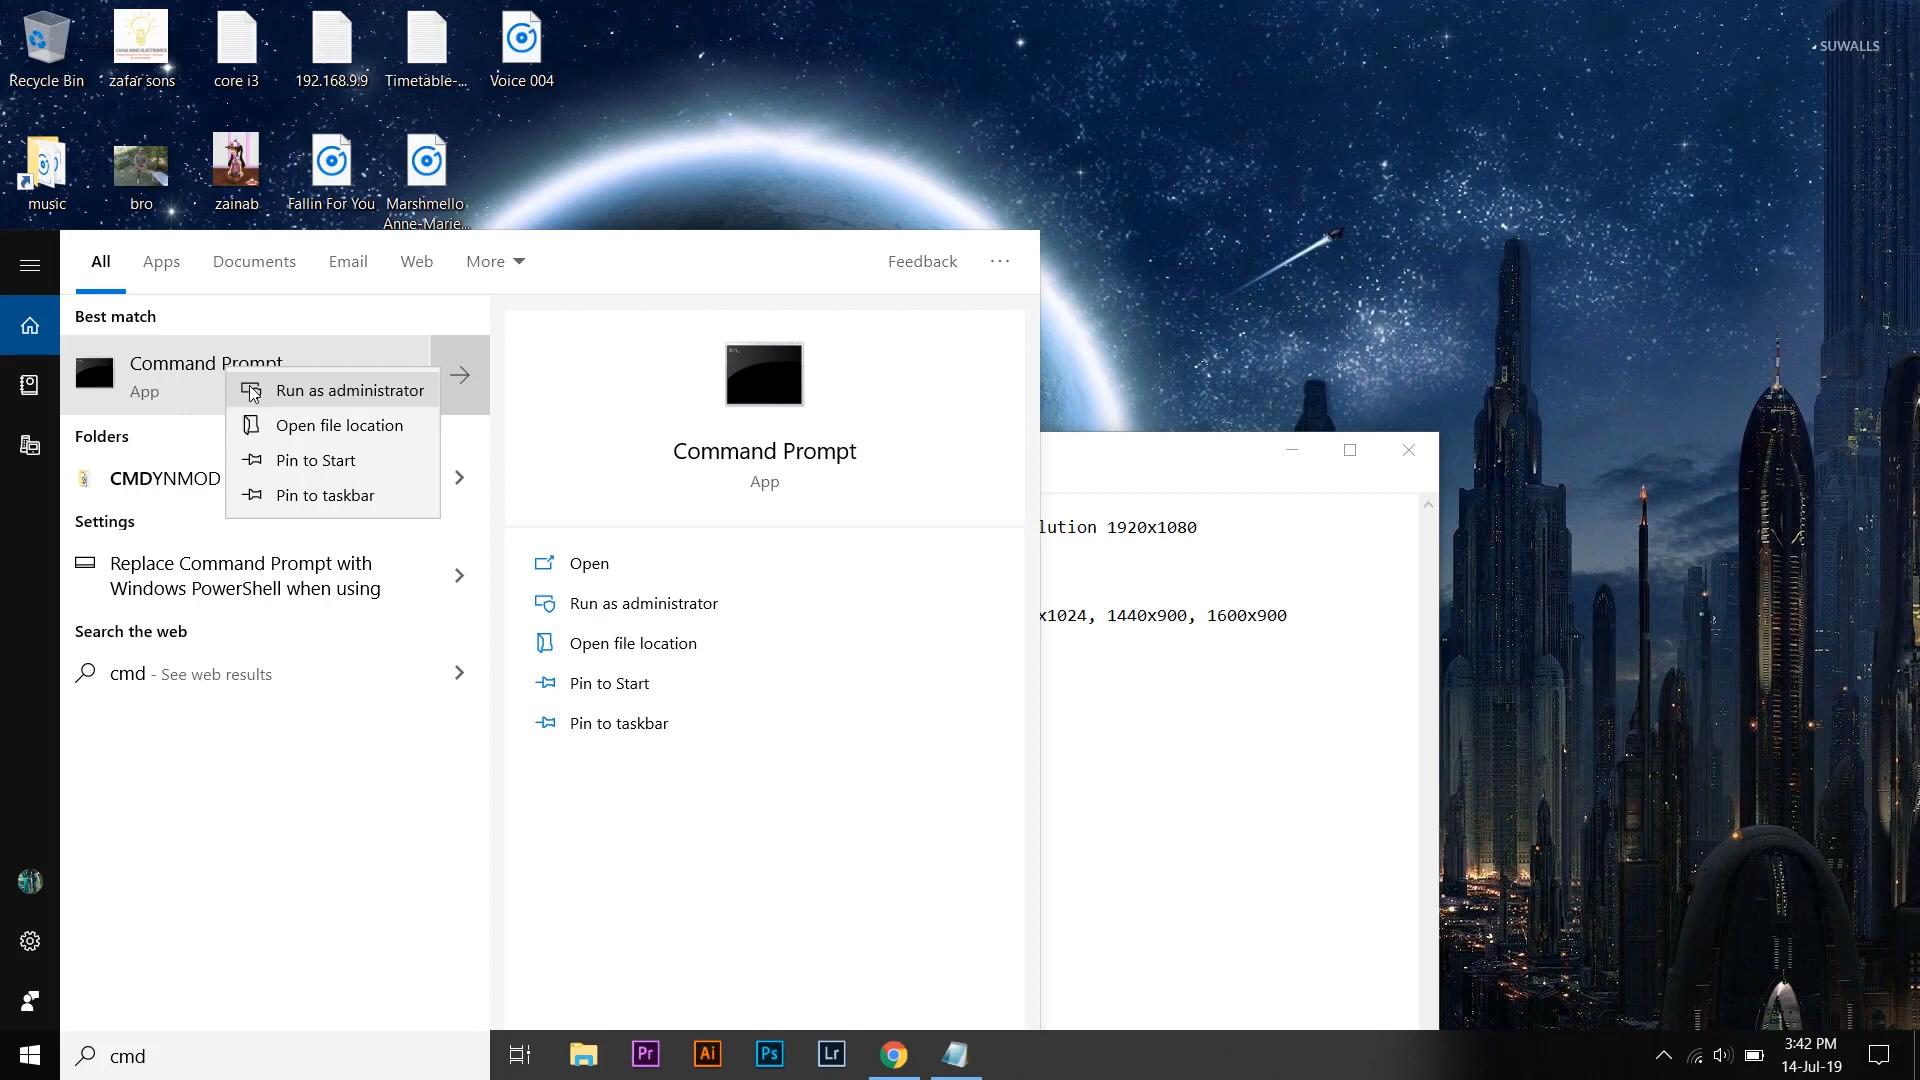 SUWALLS
Recycle Bin
zafar sons
core i3
192.168.9.9
Timetable-...
Voice 004
music
bro
zainab
Fallin For You
Marshmello
Anne-Marie...
All
Apps
Documents
Email
Web
More
Feedback
Best match
Command Prompt
App
Run as administrator
Open file location
Pin to Start
Pin to taskbar
Folders
CMDYNMOD
Settings
Replace Command Prompt with
Windows PowerShell when using
Search the web
cmd - See web results
Command Prompt
App
Open
Run as administrator
Open file location
Pin to Start
Pin to taskbar
lution 1920x1080
x1024, 1440x900, 1600x900
cmd
Pr
Ai
Ps
Lr
3:42 PM
14-Jul-19